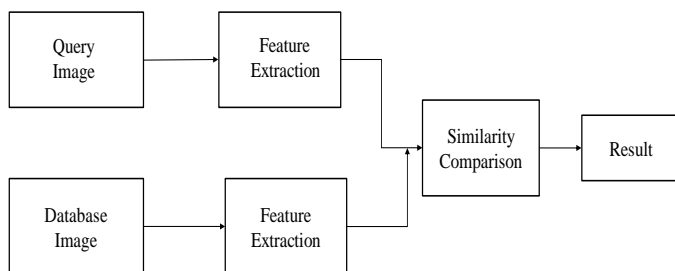 Query
Image
Feature
Extraction
Similarity
Comparison
Result
Database
Image
Feature
Extraction